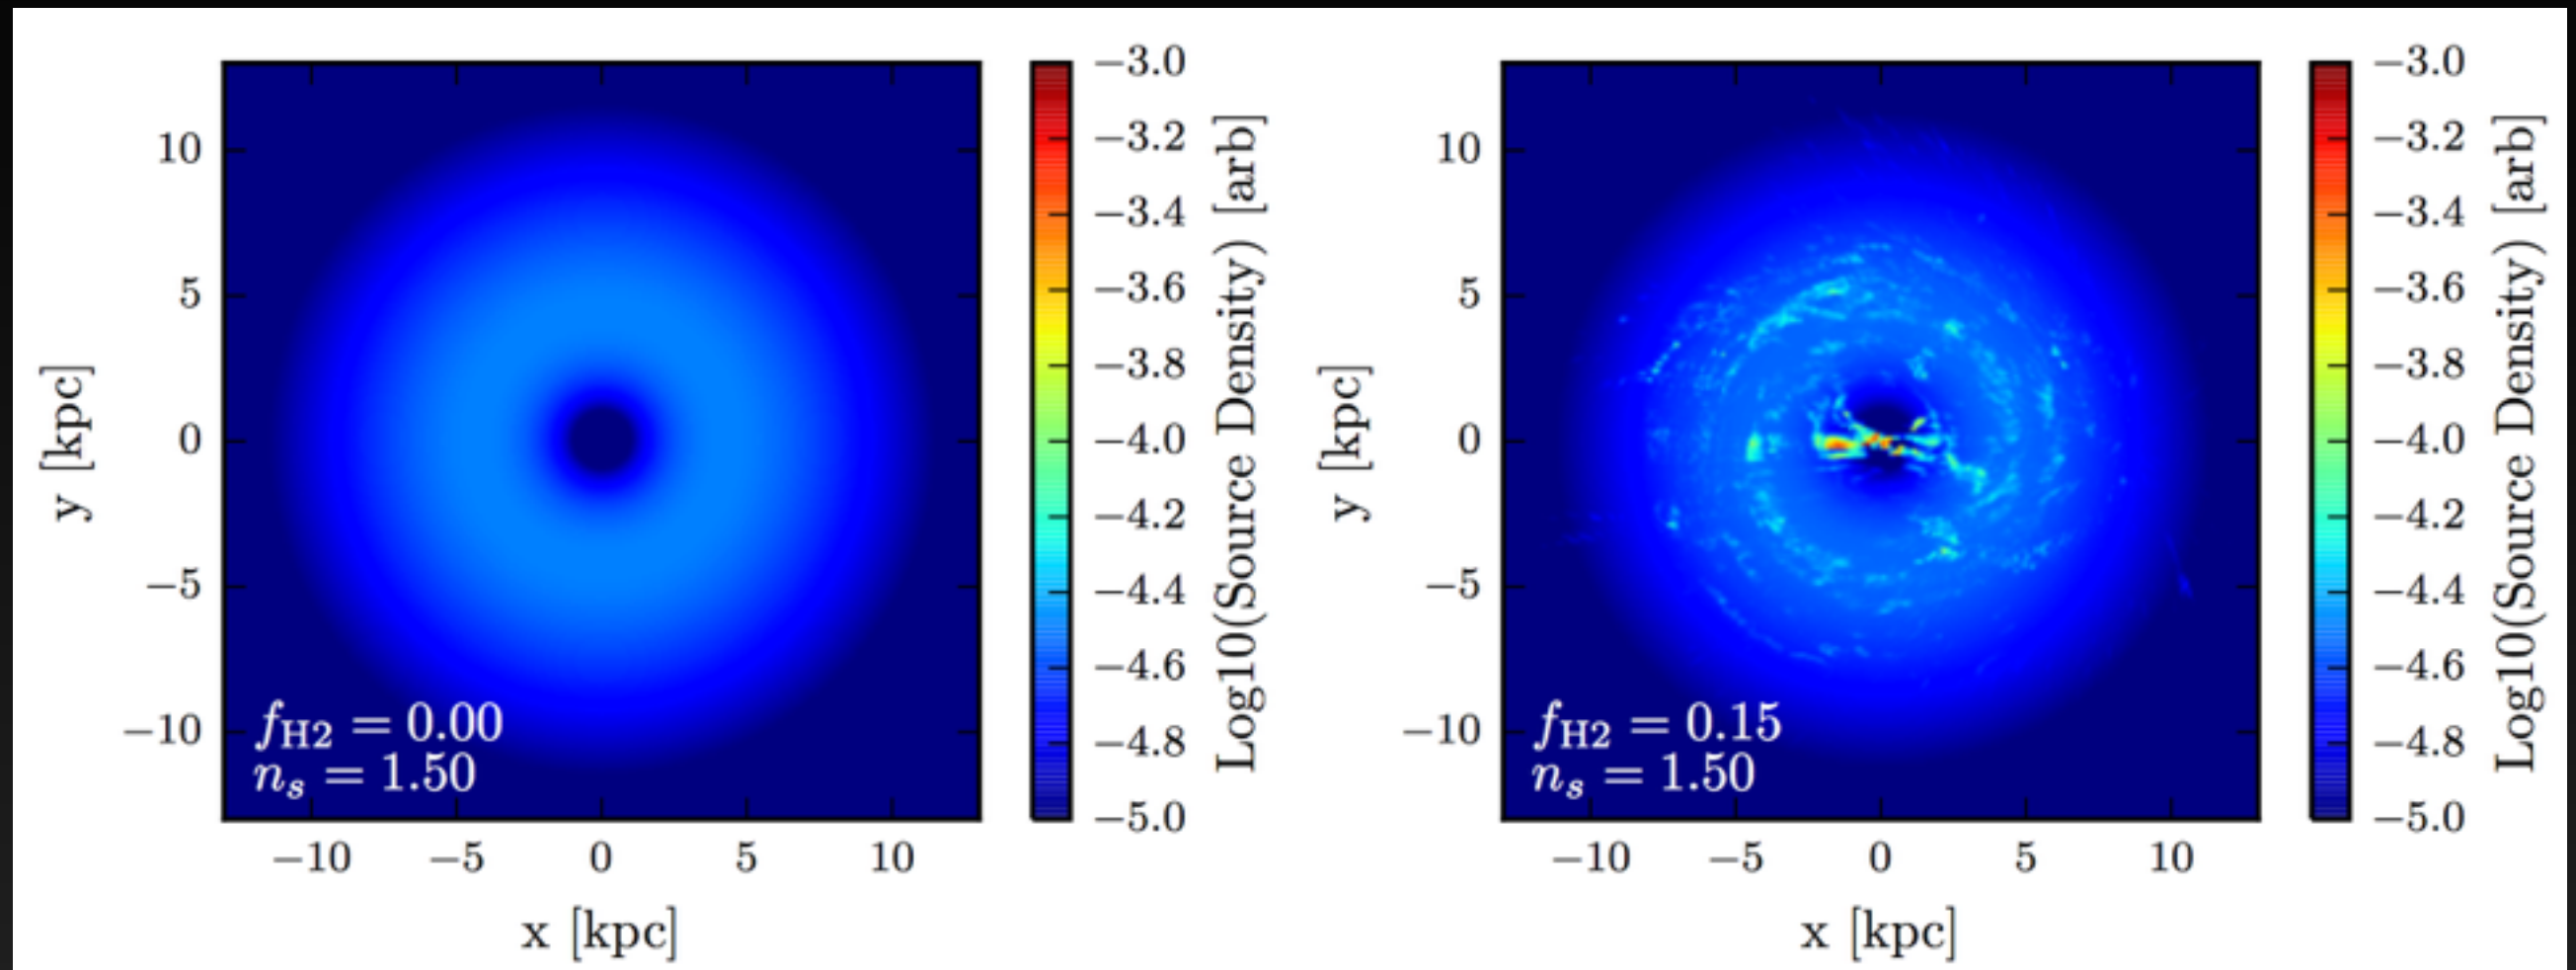 10
5
0
−5
−10
y [kpc]
−10 −5 0 5 10
x [kpc]
f_H2 = 0.00
n_s = 1.50
−3.0
−3.2
−3.4
−3.6
−3.8
−4.0
−4.2
−4.4
−4.6
−4.8
−5.0
Log10(Source Density) [arb]
10
5
0
−5
−10
y [kpc]
−10 −5 0 5 10
x [kpc]
f_H2 = 0.15
n_s = 1.50
−3.0
−3.2
−3.4
−3.6
−3.8
−4.0
−4.2
−4.4
−4.6
−4.8
−5.0
Log10(Source Density) [arb]